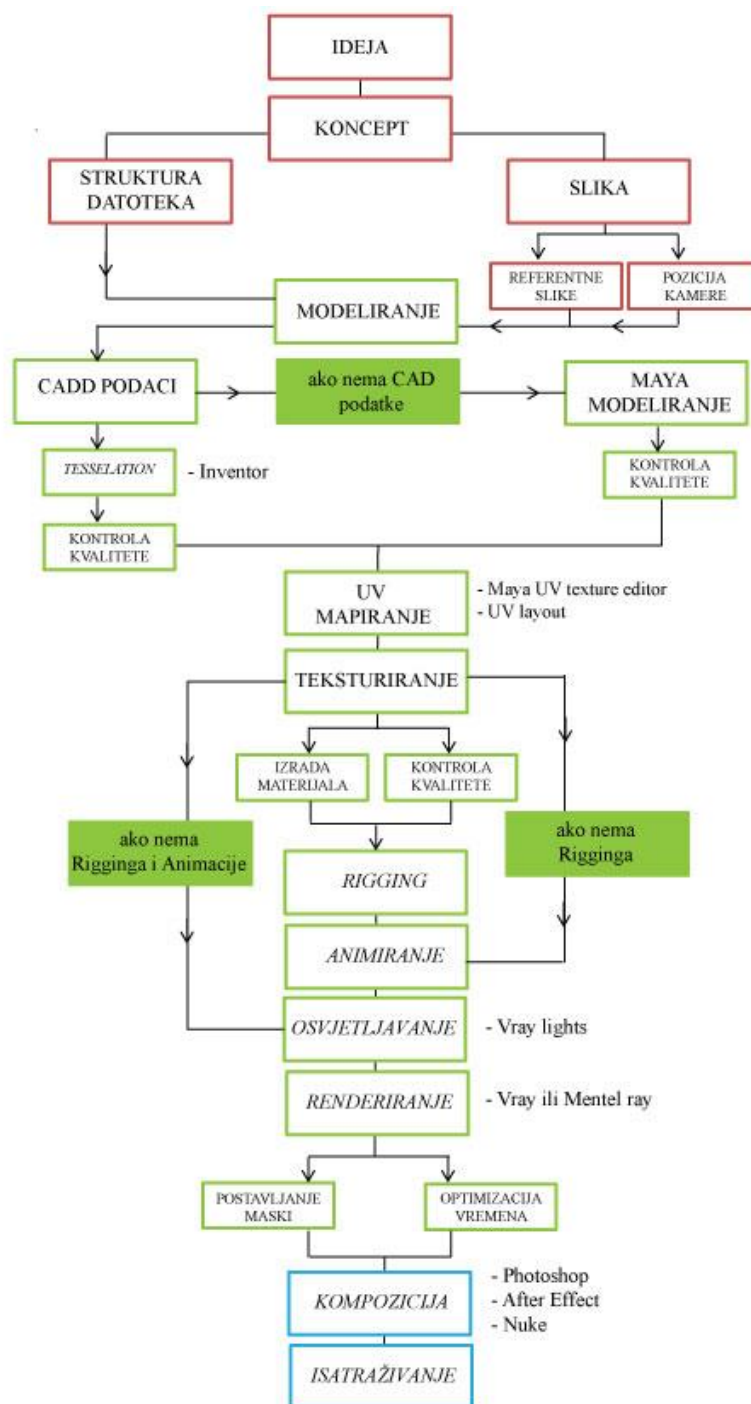 IDEJA
KONCEPT
STRUKTURA
DATOTEKA
SLIKA
REFERENTNE
SLIKE
POZICIJA
KAMERE
MODELIRANJE
CADD PODACI
ako nema CAD
podatke
MAYA
MODELIRANJE
TESSELATION
- Inventor
KONTROLA
KVALITETE
KONTROLA
KVALITETE
UV
MAPIRANJE
- Maya UV texture editor
- UV layout
TEKSTURIRANJE
IZRADA
MATERIJALA
KONTROLA
KVALITETE
ako nema
Rigginga i Animacije
ako nema
Rigginga
RIGGING
ANIMIRANJE
OSVJETLJAVANJE
- Vray lights
RENDERIRANJE
- Vray ili Mentel ray
POSTAVLJANJE
MASKI
OPTIMIZACIJA
VREMENA
KOMPOZICIJA
- Photoshop
- After Effect
- Nuke
ISATRAŽIVANJE